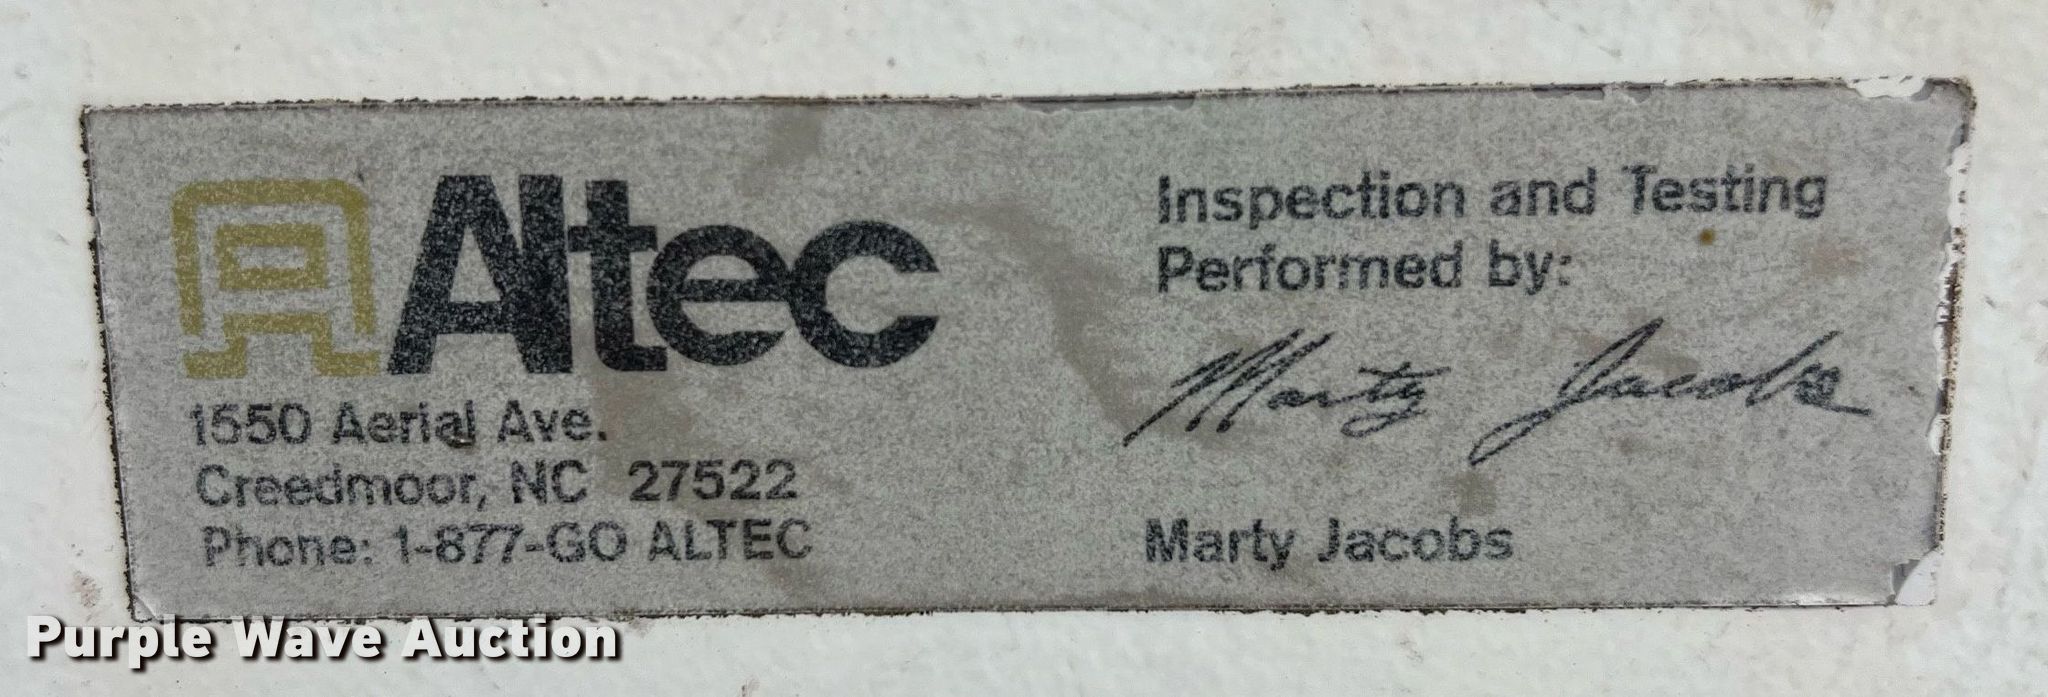 Altec
1550 Aerial Ave.
Creedmoor, NC 27522
Phone: 1-877-GO ALTEC
Inspection and Testing
Performed by:
Marty Jacobs
Marty Jacobs
Purple Wave Auction